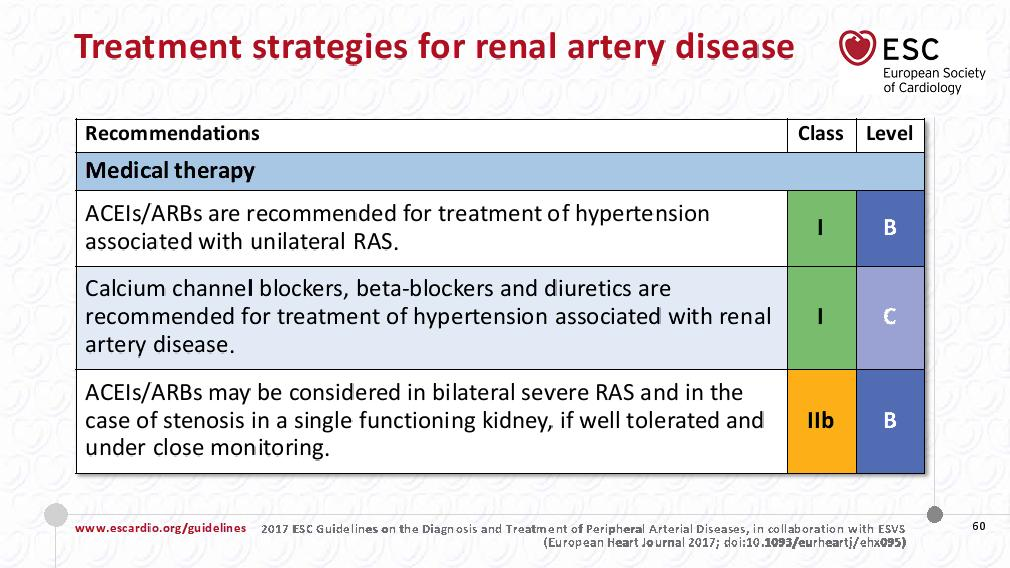 Treatment strategies for renal artery disease
ESC
European Society
of Cardiology
Recommendations Class Level
Medical therapy
ACEIs/ARBs are recommended for treatment of hypertension
associated with unilateral RAS.
I B
Calcium channel blockers, beta-blockers and diuretics are
recommended for treatment of hypertension associated with renal
artery disease.
I C
ACEIs/ARBs may be considered in bilateral severe RAS and in the
case of stenosis in a single functioning kidney, if well tolerated and
under close monitoring.
IIb B
www.escardio.org/guidelines 2017 ESC Guidelines on the Diagnosis and Treatment of Peripheral Arterial Diseases, in collaboration with ESVS
(European Heart Journal 2017; doi:10.1093/eurheartj/ehx095)
60